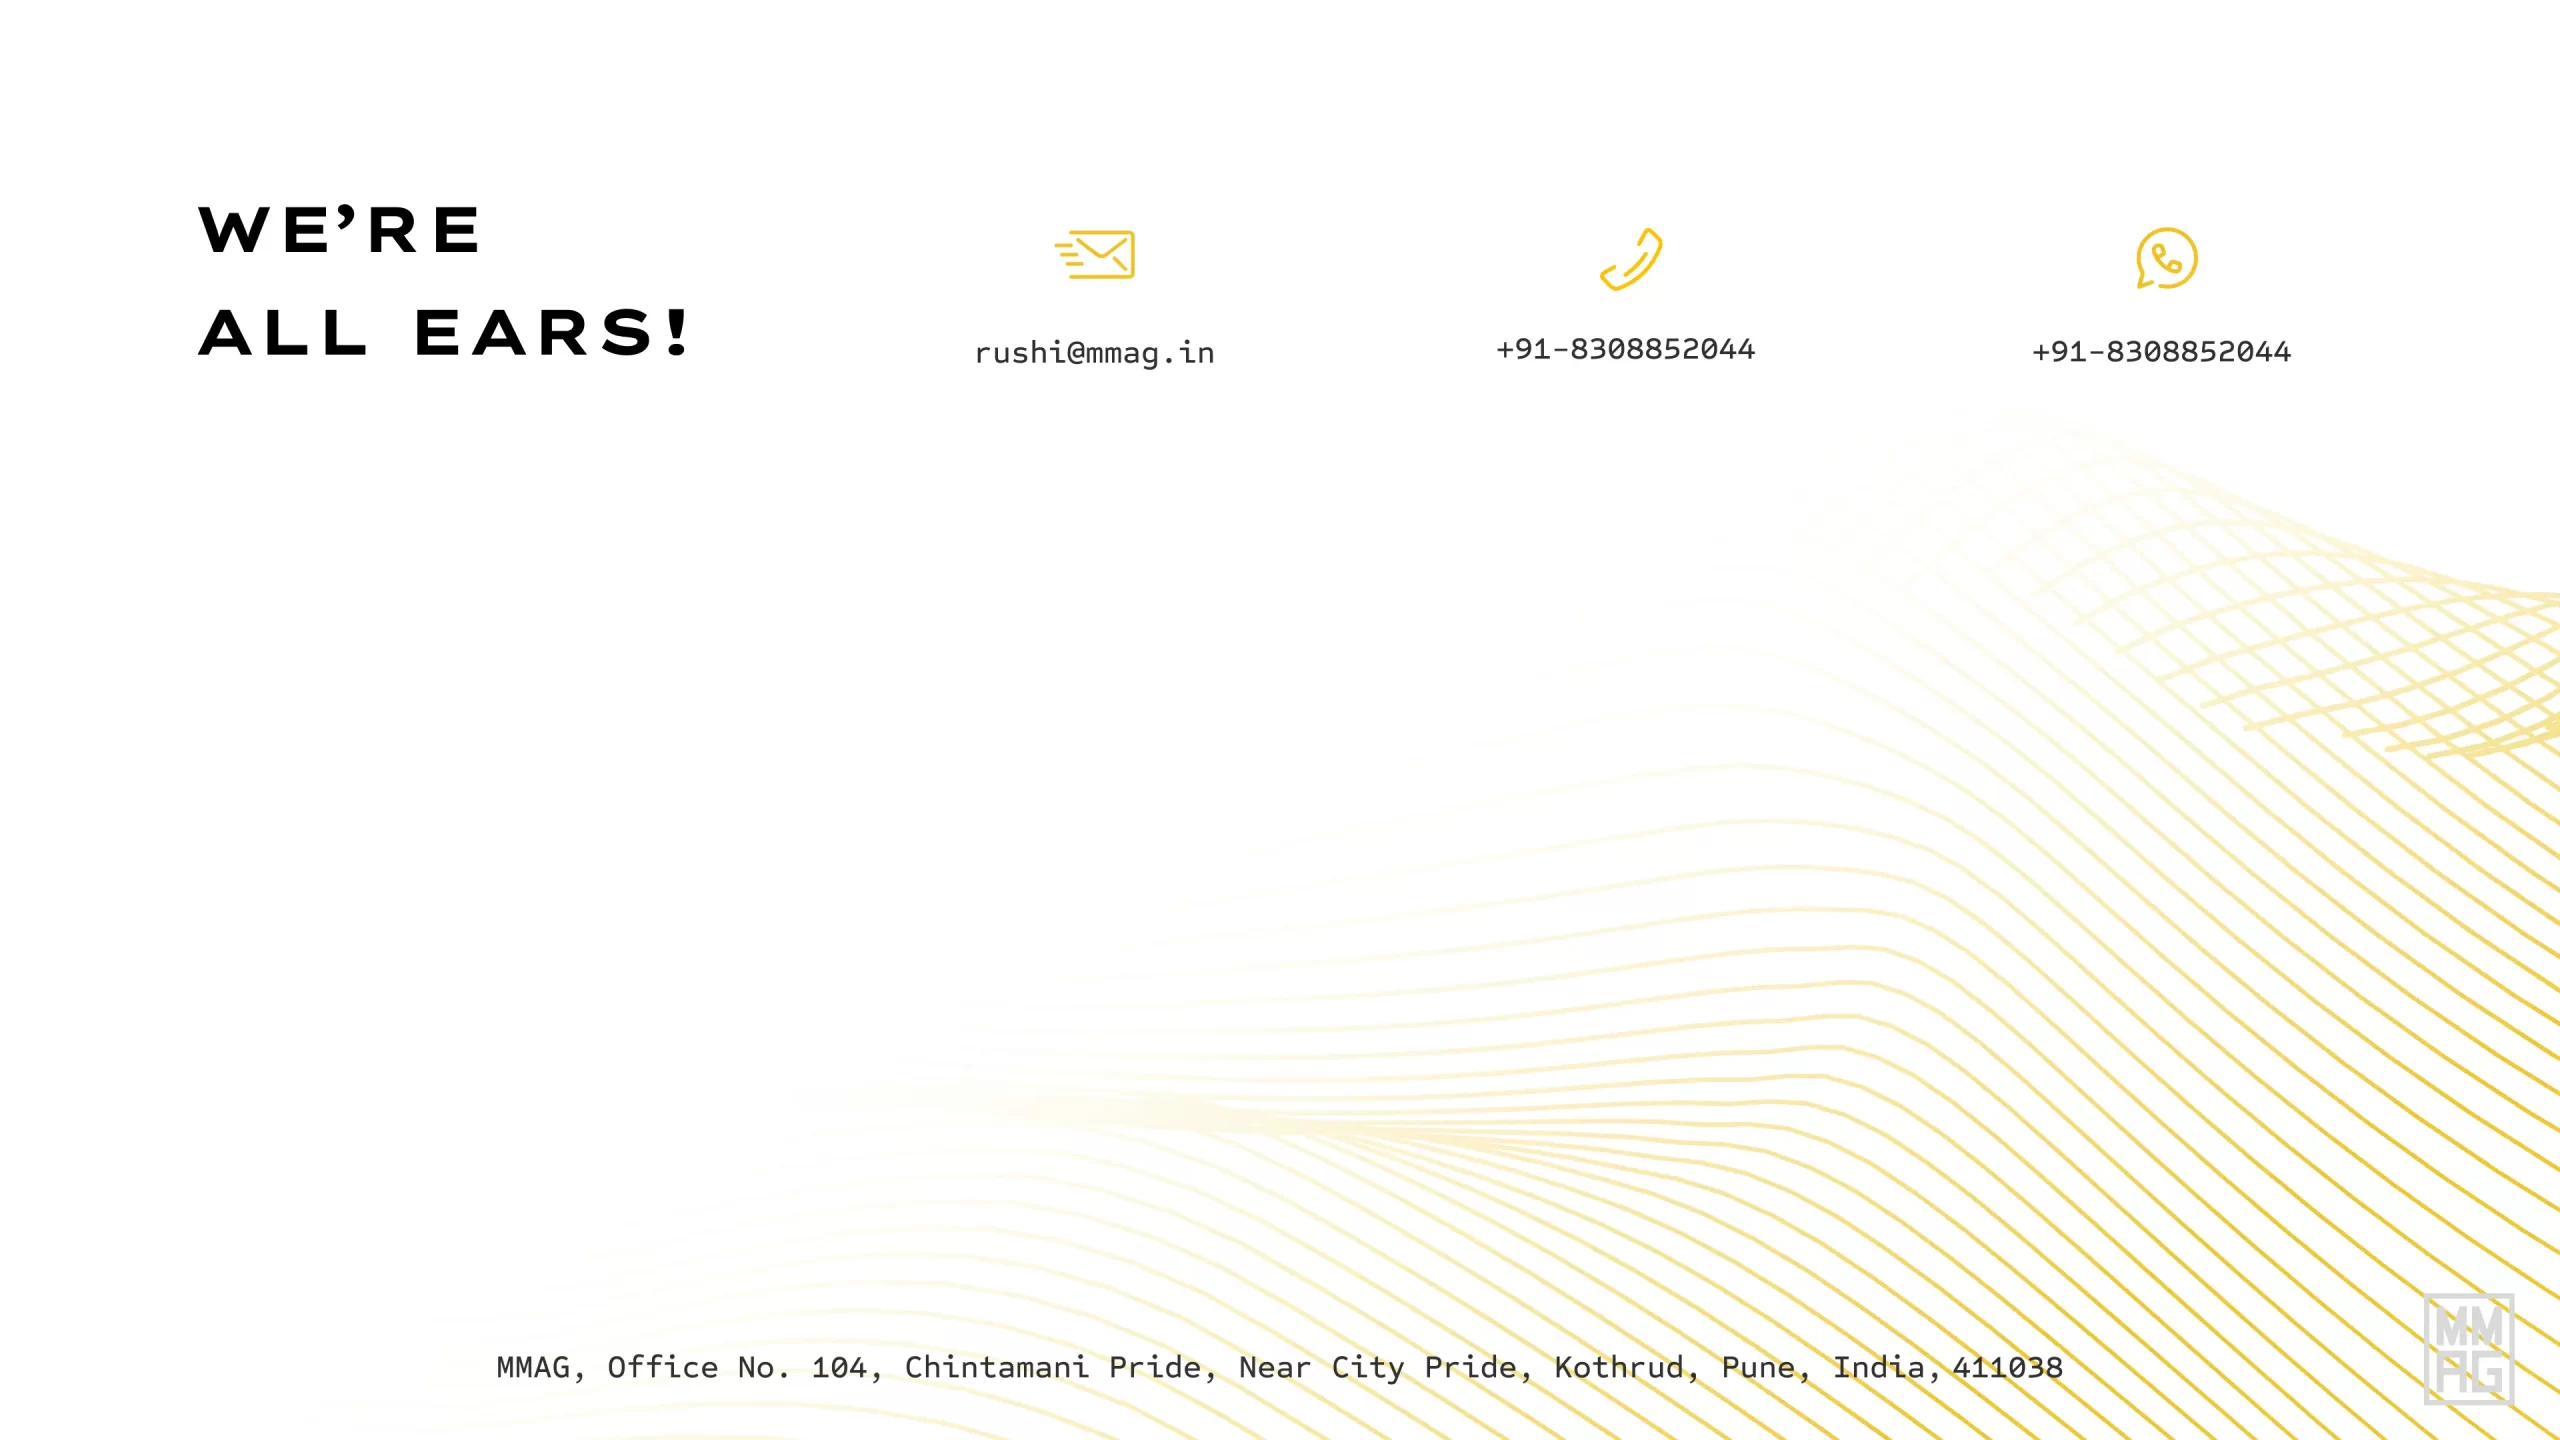 WE’RE
ALL EARS!
rushi@mmag.in
+91-8308852044
+91-8308852044
MMAG, Office No. 104, Chintamani Pride, Near City Pride, Kothrud, Pune, India, 411038
MM
AG